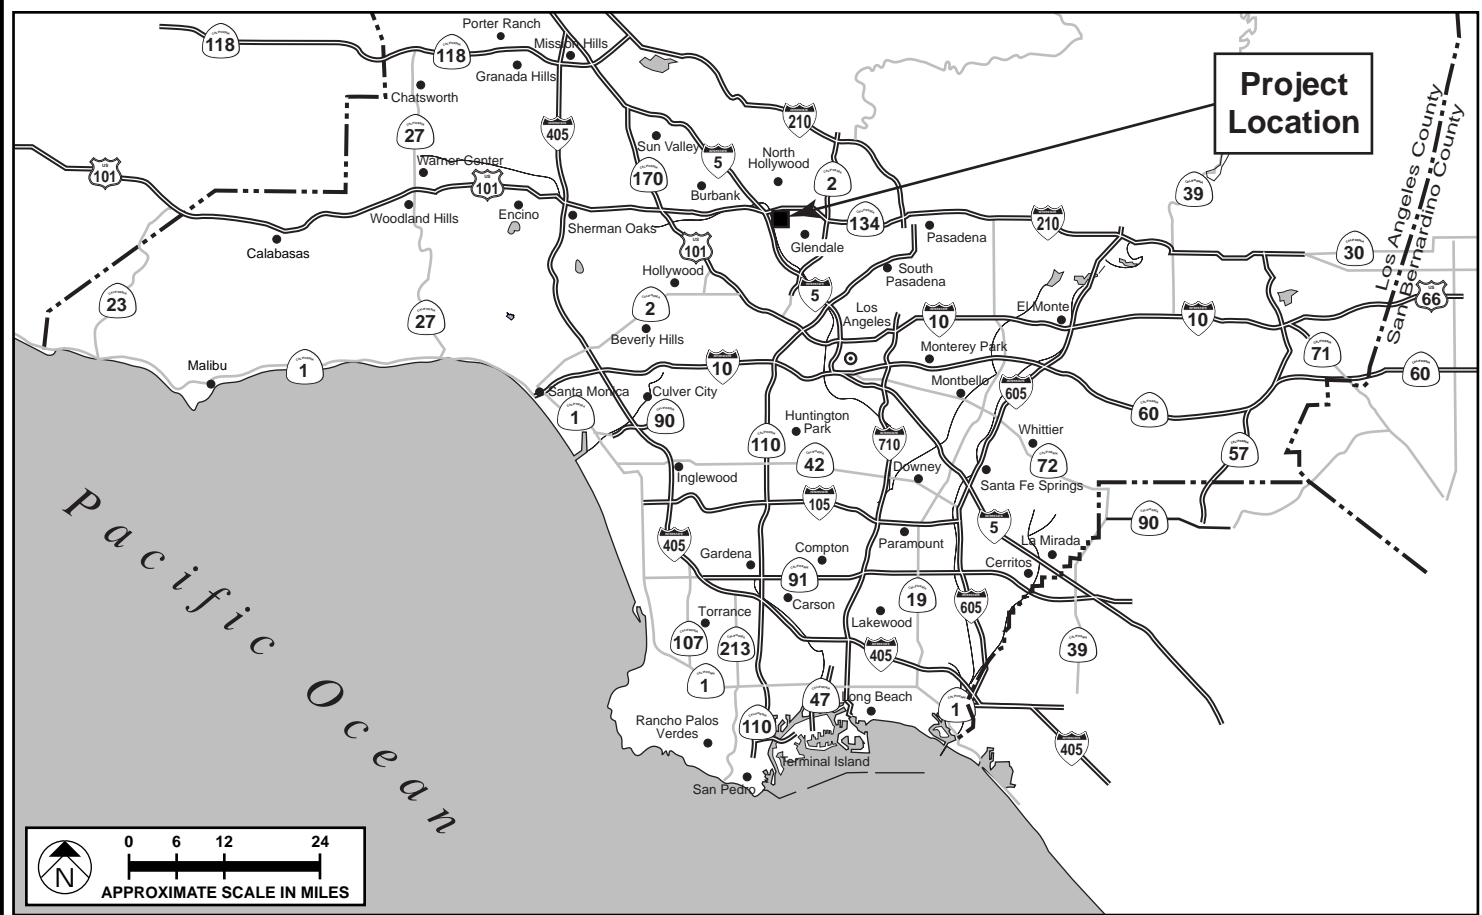 Porter Ranch
118
Mission Hills
118
Granada Hills
Chatsworth
210
Project
Location
Los Angeles County
San Bernardino County
27
405
Sun Valley
5
North
Hollywood
Warner Center
101
170
2
39
101
Burbank
Woodland Hills
Encino
Sherman Oaks
134
210
Pasadena
Glendale
Calabasas
101
30
Hollywood
South
Pasadena
23
27
2
5
Los
Angeles
10
El Monte
10
66
Beverly Hills
Malibu
1
10
Monterey Park
71
60
Santa Monica
Culver City
Montbello
605
1
90
Huntington
Park
60
110
710
Whittier
42
72
57
Inglewood
Downey
Santa Fe Springs
105
5
90
405
Paramount
La Mirada
Gardena
Compton
Cerritos
91
Carson
19
605
Torrance
Lakewood
107
213
405
39
1
47
Long Beach
1
Rancho Palos
Verdes
110
405
Terminal Island
San Pedro
Pacific Ocean
0 6 12 24
N
APPROXIMATE SCALE IN MILES